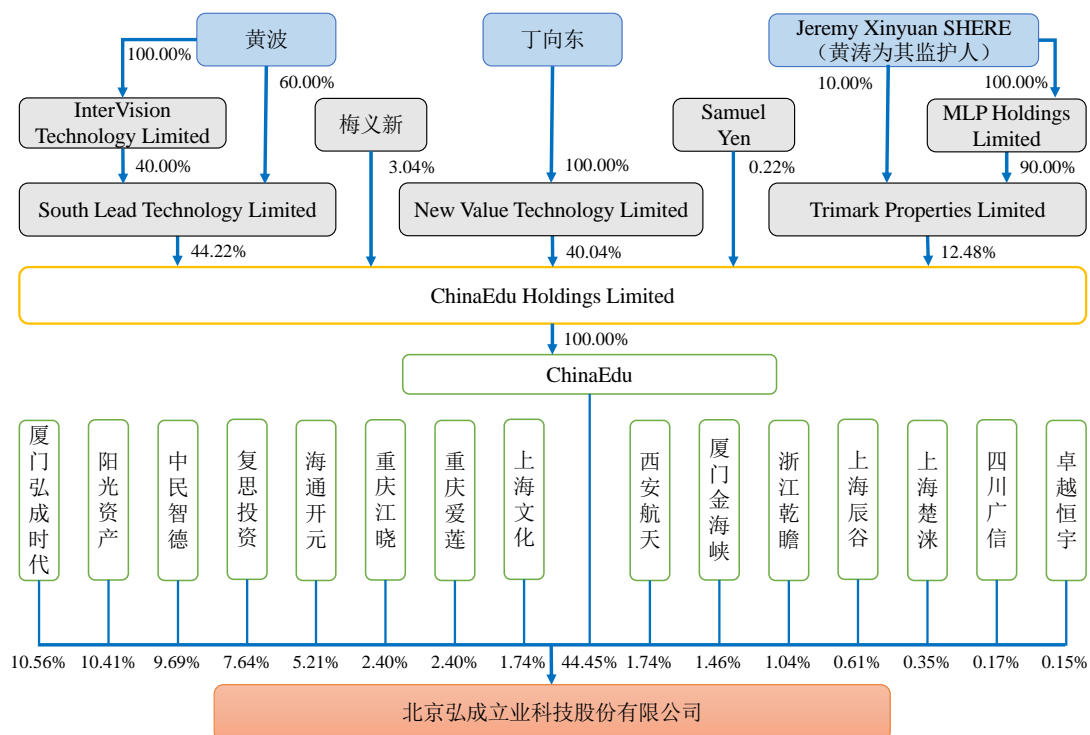 黄波
丁向东
Jeremy Xinyuan SHERE
（黄涛为其监护人）
100.00%
60.00%
10.00%
100.00%
InterVision
Technology Limited
梅义新
Samuel
Yen
MLP Holdings
Limited
40.00%
3.04%
100.00%
0.22%
90.00%
South Lead Technology Limited
New Value Technology Limited
Trimark Properties Limited
44.22%
40.04%
12.48%
ChinaEdu Holdings Limited
100.00%
ChinaEdu
厦门弘成时代
阳光资产
中民智德
复思投资
海通开元
重庆江晓
重庆爱莲
上海文化
西安航天
厦门金海峡
浙江乾瞻
上海辰谷
上海楚涞
四川广信
卓越恒宇
10.56%
10.41%
9.69%
7.64%
5.21%
2.40%
2.40%
1.74%
44.45%
1.74%
1.46%
1.04%
0.61%
0.35%
0.17%
0.15%
北京弘成立业科技股份有限公司